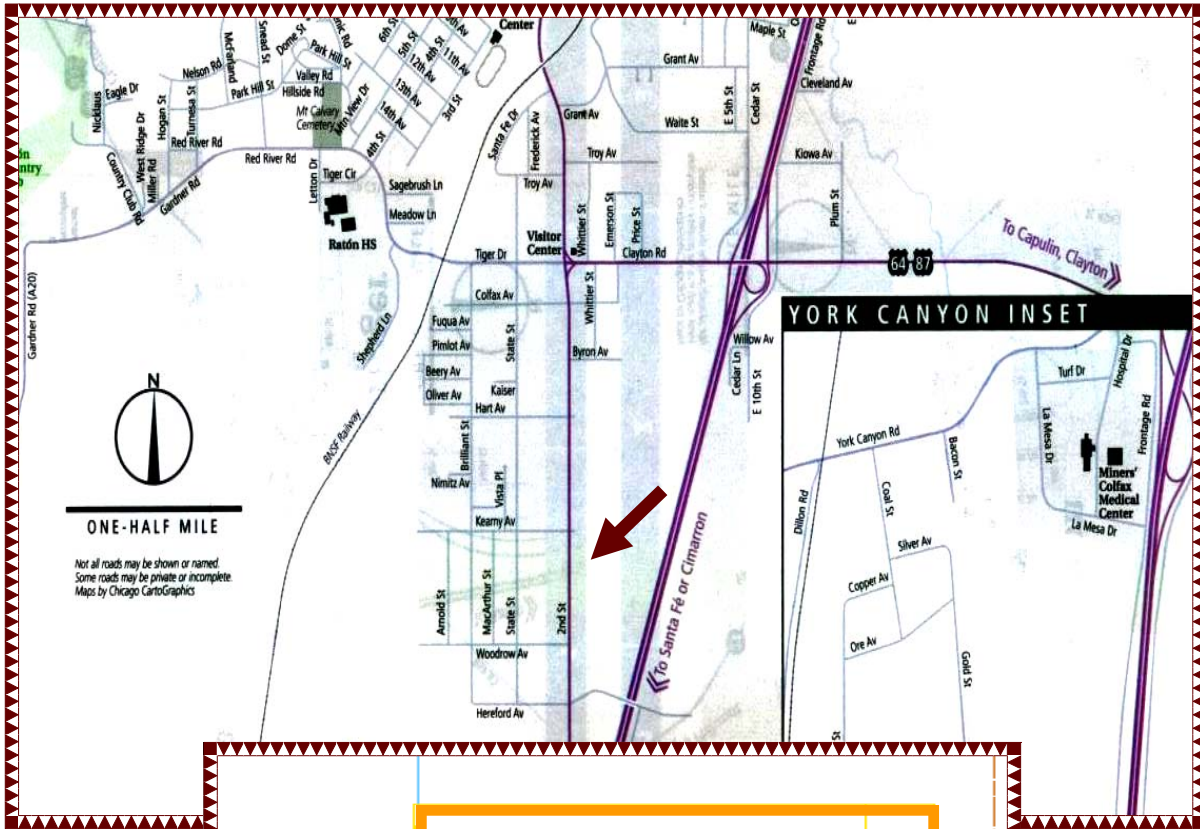 Center
6th St
5th St
4th St
11th Av
12th Av
13th Av
14th Av
3rd St
4th St
Mtn View Dr
McFarland
Snead St
Dome St
Park Hill St
Nelson Rd
Valley Rd
Park Hill St
Hillside Rd
Mt Calvary
Cemetery
Eagle Dr
Nicklaus
Hogan St
Turnesa St
West Ridge Dr
Miller Rd
Red River Rd
Red River Rd
Country Club Rd
Gardner Rd
Letton Dr
Tiger Cir
Sagebrush Ln
Meadow Ln
Ratón HS
Gardner Rd (A20)
Shepherd Ln
BNSF Railway
Santa Fe Dr
Frederick Av
Grant Av
Grant Av
Waite St
E 5th St
Cedar St
Maple St
Frontage Rd
Cleveland Av
Troy Av
Troy Av
Kiowa Av
Plum St
Whittier St
Emerson St
Price St
Visitor
Center
Tiger Dr
Clayton Rd
64
87
To Capulin, Clayton
Colfax Av
Whittier St
Fuqua Av
Pimlot Av
Beery Av
Oliver Av
State St
Kaiser
Hart Av
Byron Av
Willow Av
Cedar Ln
E 10th St
Brilliant St
Nimitz Av
Vista Pl
Kearny Av
Arnold St
MacArthur St
State St
2nd St
Woodrow Av
Hereford Av
To Santa Fé or Cimarron
N
ONE-HALF MILE
Not all roads may be shown or named.
Some roads may be private or incomplete.
Maps by Chicago CartoGraphics
YORK CANYON INSET
Turf Dr
Hospital Dr
La Mesa Dr
Frontage Rd
Miners'
Colfax
Medical
Center
La Mesa Dr
York Canyon Rd
Bacon St
Coal St
Dillon Rd
Silver Av
Copper Av
Ore Av
Gold St
St